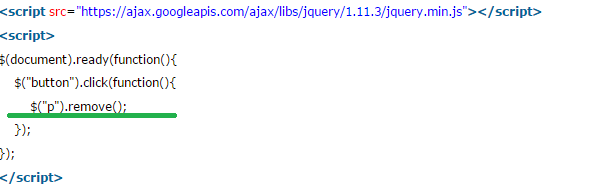 <script src="https://ajax.googleapis.com/ajax/libs/jquery/1.11.3/jquery.min.js"></script>
<script>
$(document).ready(function(){
$("button").click(function(){
$("p").remove();
});
});
</script>